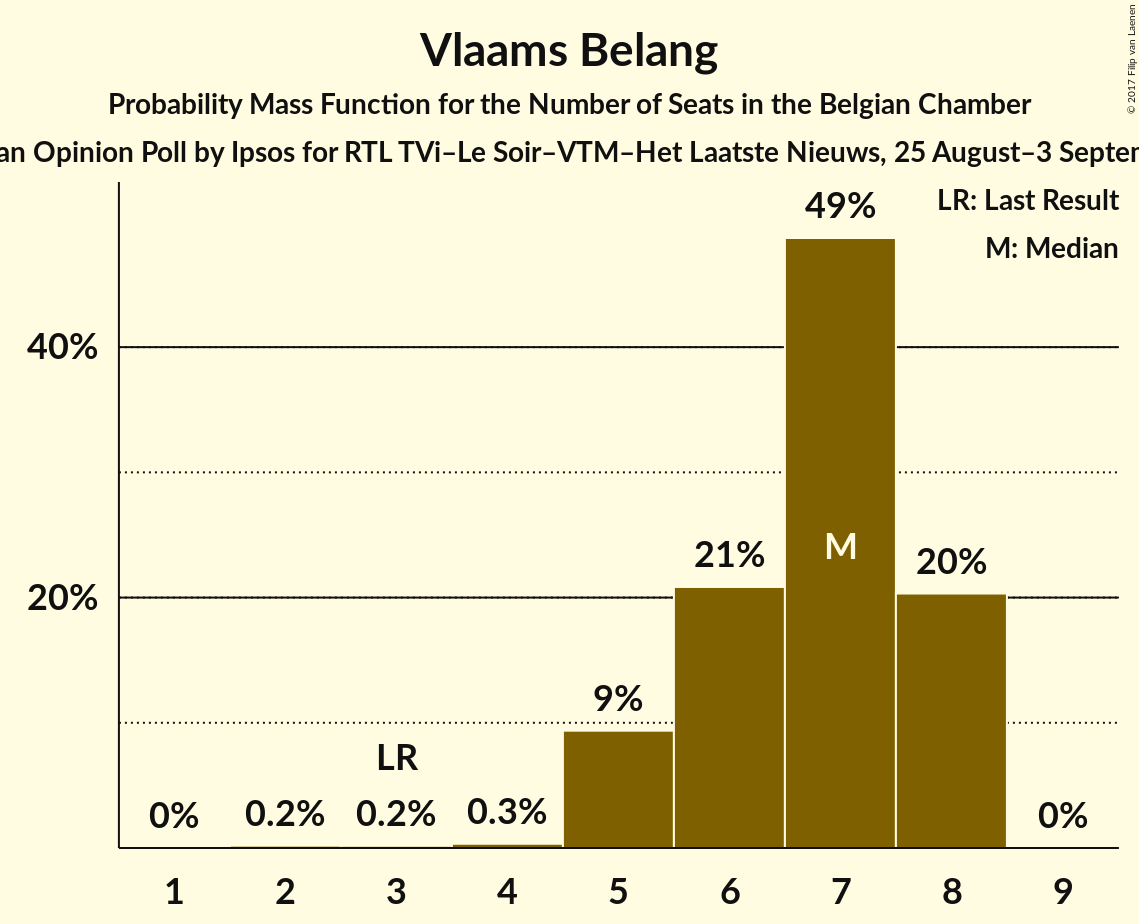 Vlaams Belang
Probability Mass Function for the Number of Seats in the Belgian Chamber
an Opinion Poll by Ipsos for RTL TVi–Le Soir–VTM–Het Laatste Nieuws, 25 August–3
© 2017 Filip van Laenen
LR: Last Result
M: Median
49%
40%
M
21%
20%
20%
9%
LR
0%
0.2%
0.2%
0.3%
0%
1 2 3 4 5 6 7 8 9